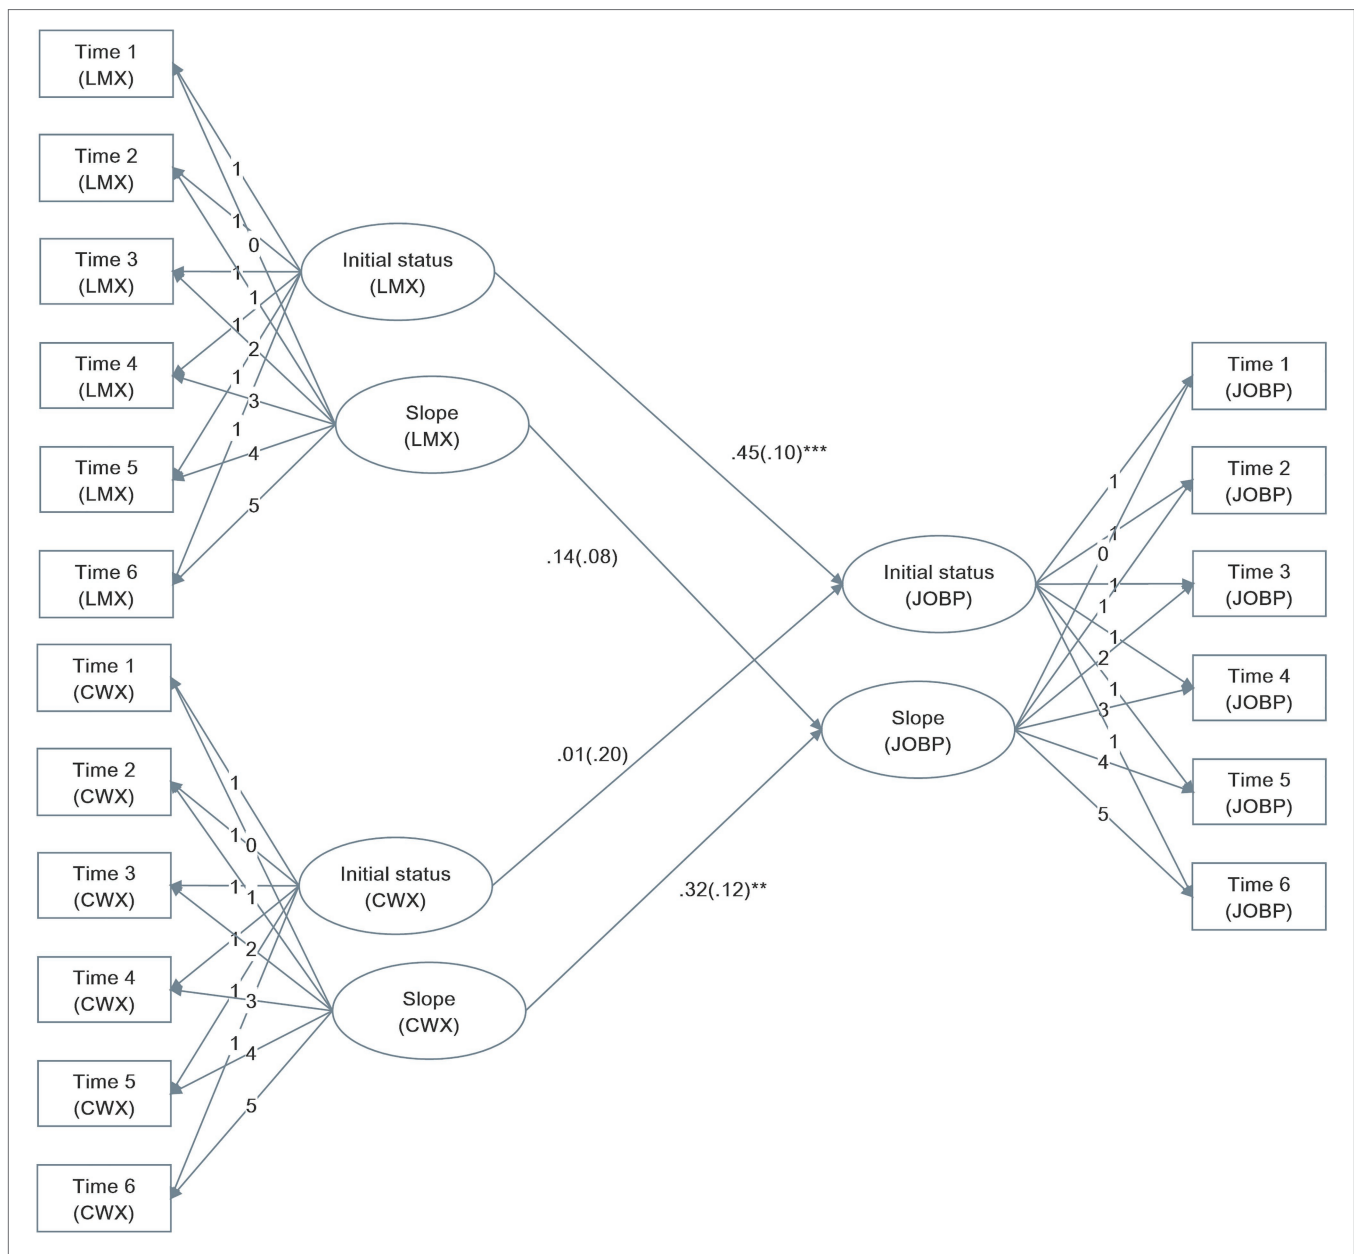 Time 1
(LMX)
Time 2
(LMX)
Time 3
(LMX)
Time 4
(LMX)
Time 5
(LMX)
Time 6
(LMX)
1
1
0
1
1
1
2
1
3
1
4
5
Initial status
(LMX)
Slope
(LMX)
Time 1
(CWX)
Time 2
(CWX)
Time 3
(CWX)
Time 4
(CWX)
Time 5
(CWX)
Time 6
(CWX)
1
1
0
1
1
1
2
1
3
1
4
5
Initial status
(CWX)
Slope
(CWX)
.45(.10)***
.14(.08)
.01(.20)
.32(.12)**
Initial status
(JOBP)
Slope
(JOBP)
1
1
0
1
1
1
2
1
3
1
4
5
Time 1
(JOBP)
Time 2
(JOBP)
Time 3
(JOBP)
Time 4
(JOBP)
Time 5
(JOBP)
Time 6
(JOBP)